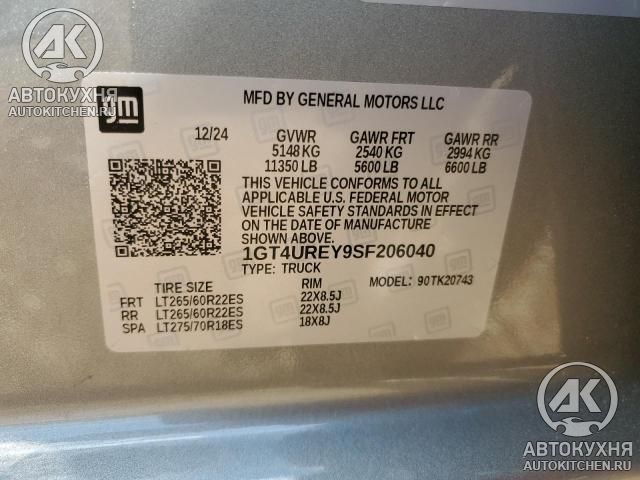 АВТОКУХНЯ
AUTOKITCHEN.RU
gm
MFD BY GENERAL MOTORS LLC
12/24 GVWR GAWR FRT GAWR RR
5148 KG 2540 KG 2994 KG
11350 LB 5600 LB 6600 LB
THIS VEHICLE CONFORMS TO ALL
APPLICABLE U.S. FEDERAL MOTOR
VEHICLE SAFETY STANDARDS IN EFFECT
ON THE DATE OF MANUFACTURE
SHOWN ABOVE.
1GT4UREY9SF206040
TYPE: TRUCK MODEL: 90TK20743
TIRE SIZE RIM
FRT LT265/60R22ES 22X8.5J
RR LT265/60R22ES 22X8.5J
SPA LT275/70R18ES 18X8J
АК
АВТОКУХНЯ
AUTOKITCHEN.RU